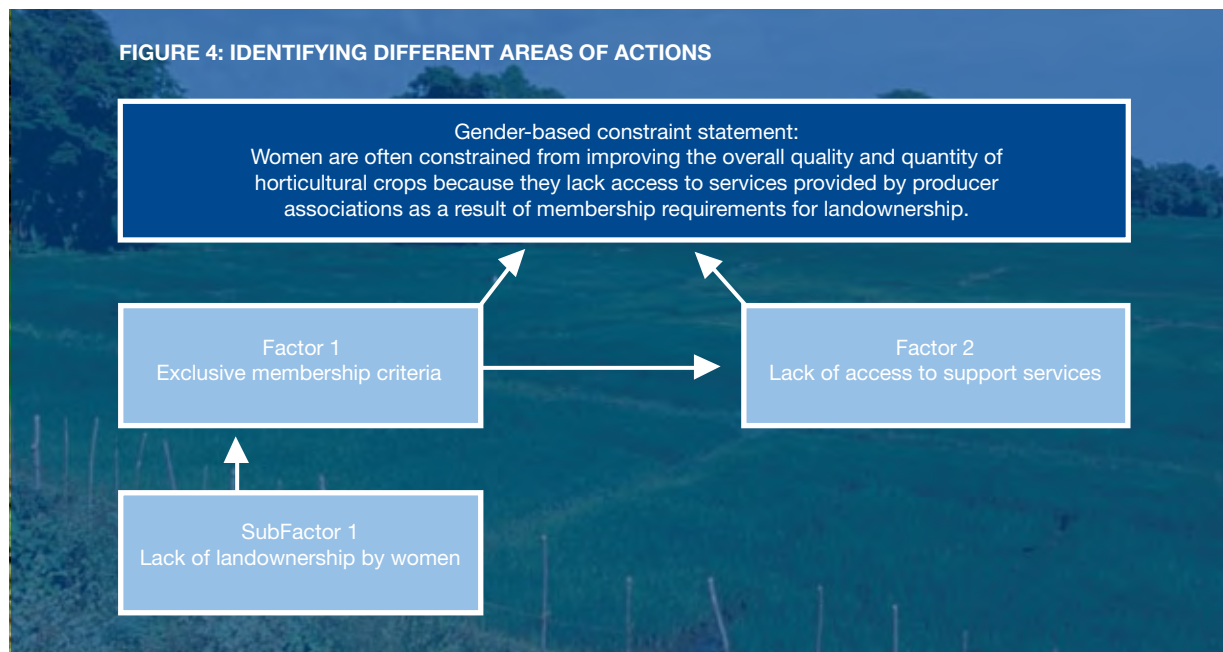 FIGURE 4: IDENTIFYING DIFFERENT AREAS OF ACTIONS
Gender-based constraint statement:
Women are often constrained from improving the overall quality and quantity of
horticultural crops because they lack access to services provided by producer
associations as a result of membership requirements for landownership.
Factor 1
Exclusive membership criteria
Factor 2
Lack of access to support services
SubFactor 1
Lack of landownership by women